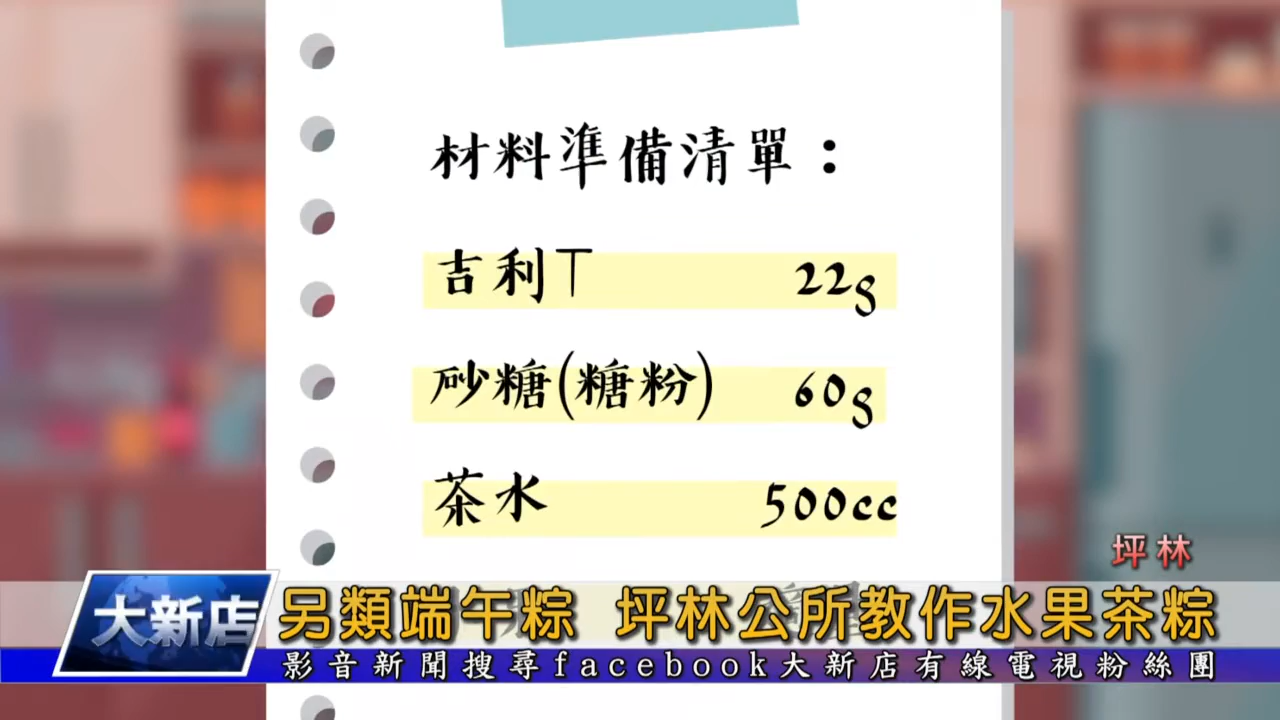 材料準備清單：
吉利T 22g
砂糖(糖粉) 60g
茶水 500cc
坪林
大新店
另類端午粽 坪林公所教作水果茶粽
影音新聞搜尋facebook大新店有線電視粉絲團